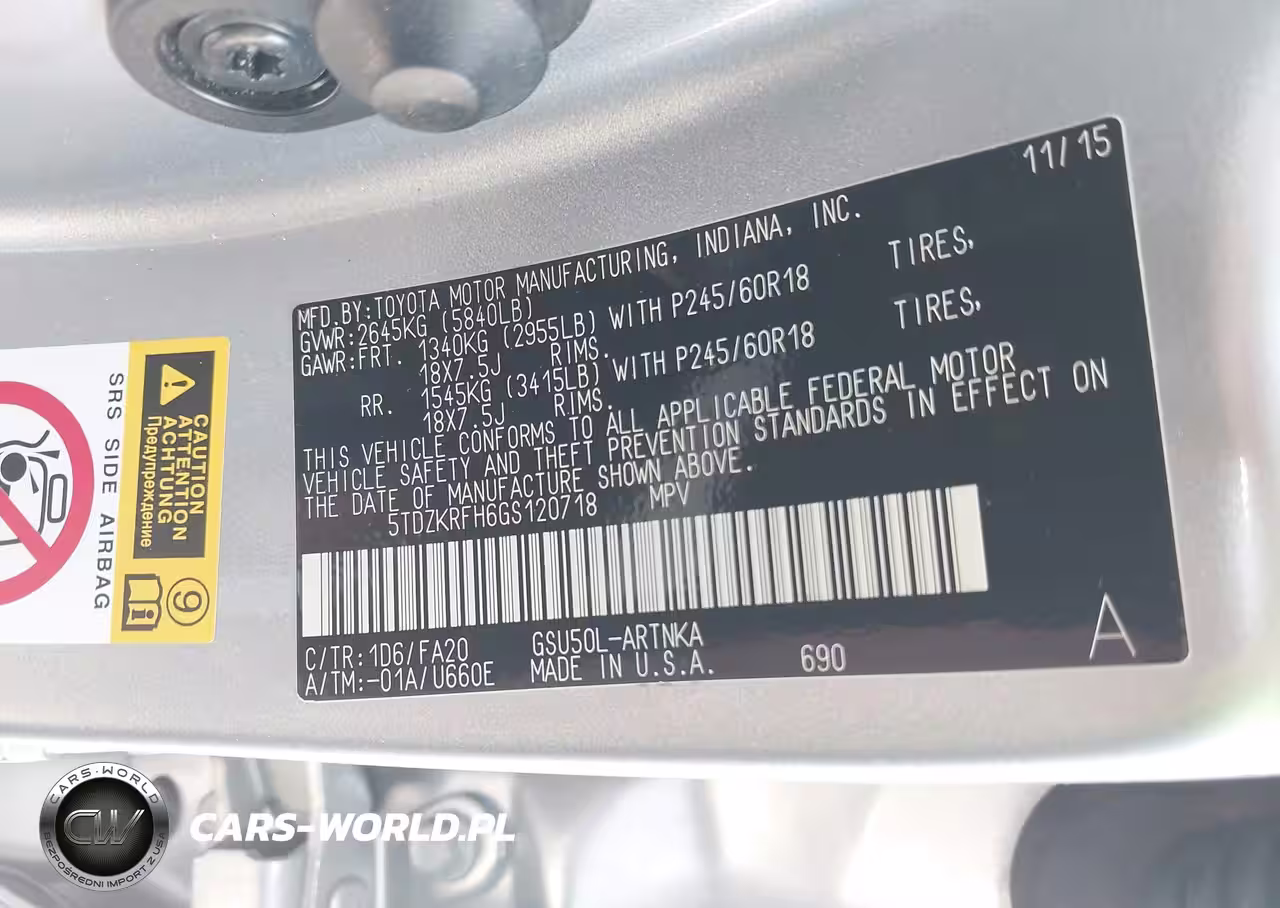 11/15
MFD.BY:TOYOTA MOTOR MANUFACTURING, INDIANA, INC.
GVWR:2645KG (5840LB)
GAWR:FRT. 1340KG (2955LB) WITH P245/60R18 TIRES,
18X7.5J RIMS.
RR. 1545KG (3415LB) WITH P245/60R18 TIRES,
18X7.5J RIMS.
THIS VEHICLE CONFORMS TO ALL APPLICABLE FEDERAL MOTOR
VEHICLE SAFETY AND THEFT PREVENTION STANDARDS IN EFFECT ON
THE DATE OF MANUFACTURE SHOWN ABOVE.
5TDZKRFH6GS120718 MPV
C/TR:1D6/FA20 GSU50L-ARTNKA
A/TM:-01A/U660E MADE IN U.S.A. 690
A
CAUTION
ATTENTION
ACHTUNG
Предупреждение
SRS SIDE AIRBAG
9
i
CARS-WORLD
CW
BEZPOŚREDNI IMPORT Z USA
CARS-WORLD.PL